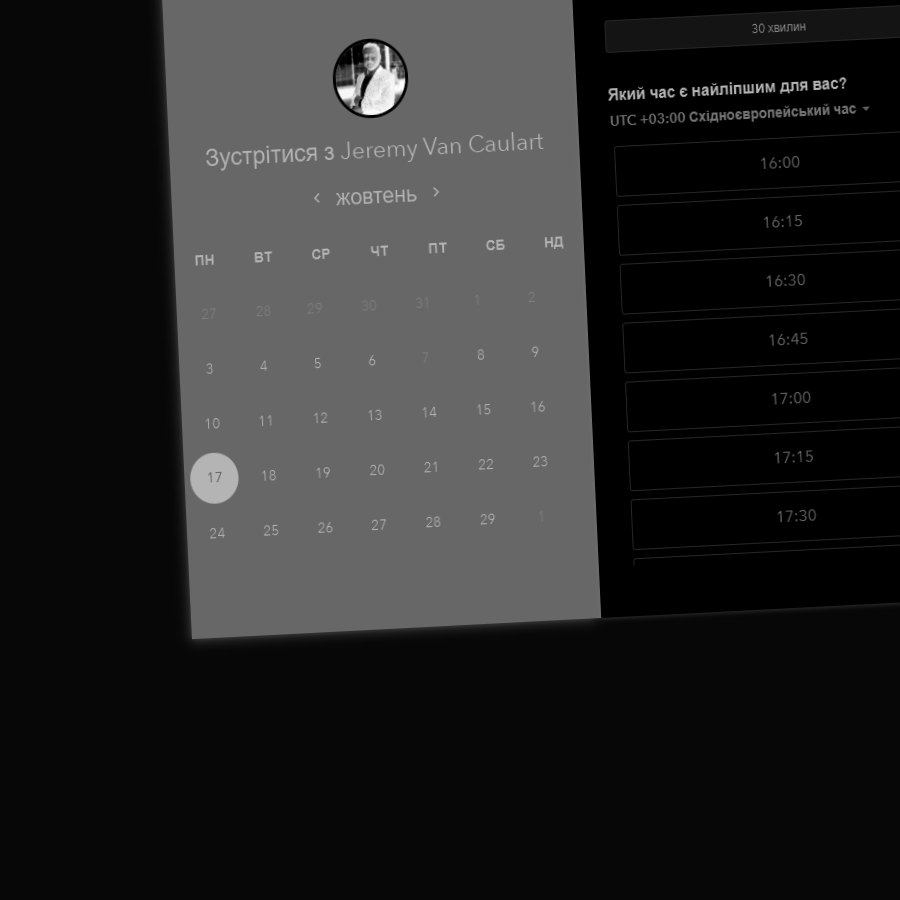 Зустрітися з Jeremy Van Caulart
жовтень
ПН ВТ СР ЧТ ПТ СБ НД
27 28 29 30 31 1 2
3 4 5 6 7 8 9
10 11 12 13 14 15 16
17 18 19 20 21 22 23
24 25 26 27 28 29 1
30 хвилин
Який час є найліпшим для вас?
UTC +03:00 Східноєвропейський час
16:00
16:15
16:30
16:45
17:00
17:15
17:30